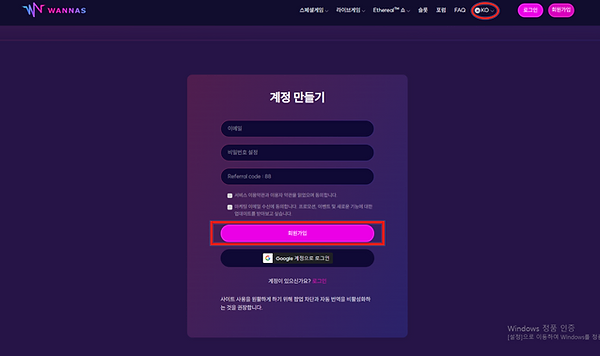 WANNAS
스페셜게임 라이브게임 Ethereal™ 쇼 슬롯 포럼 FAQ KO 로그인 회원가입
계정 만들기
이메일
비밀번호 설정
Referral code : 88
서비스 이용약관과 이용의 약관을 읽었으며 동의합니다
마케팅 이메일 수신에 동의합니다. 프로모션, 이벤트 및 새로운 기능에 대한
업데이트를 받아보고 싶습니다
회원가입
Google 계정으로 로그인
계정이 있으신가요? 로그인
사이트 사용을 원활하게 하기 위해 팝업 차단과 자동 번역을 비활성화하
는 것을 권장합니다.
Windows 정품 인증
[설정]으로 이동하여 Windows를 정품